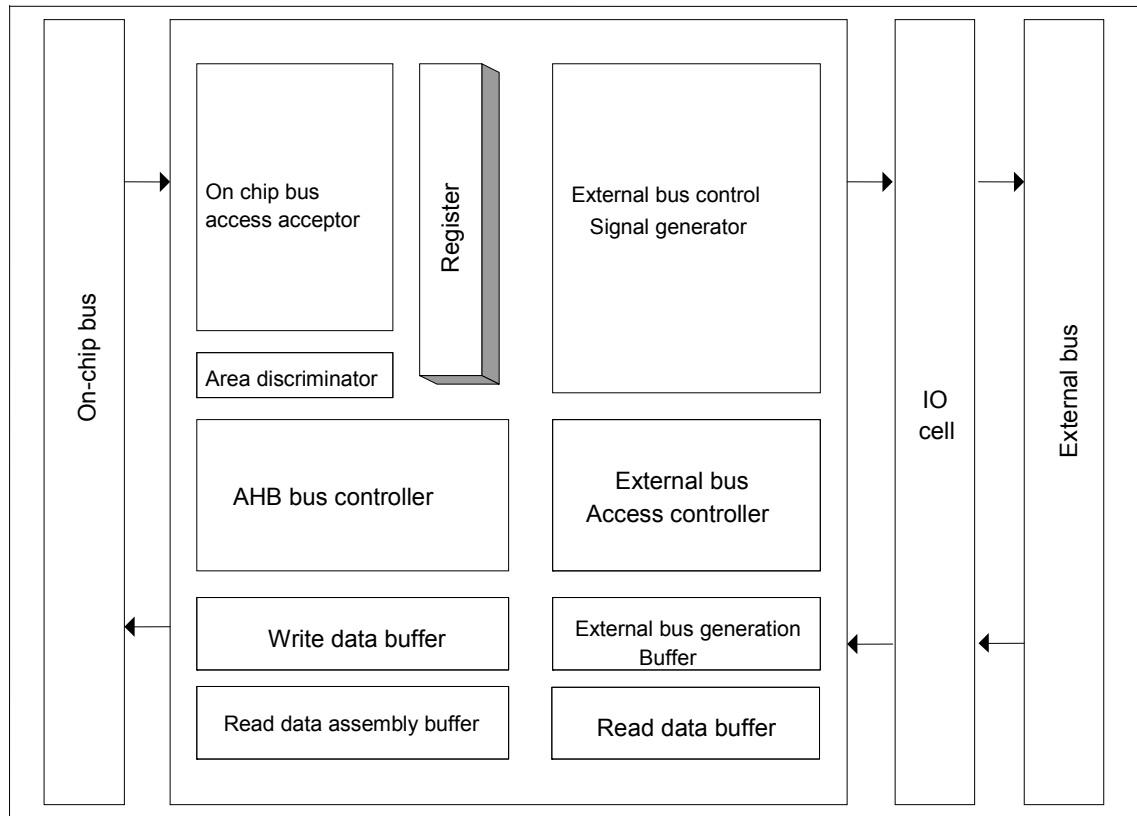 On-chip bus
On chip bus
access acceptor
Register
Area discriminator
AHB bus controller
Write data buffer
Read data assembly buffer
External bus control
Signal generator
External bus
Access controller
External bus generation
Buffer
Read data buffer
IO
cell
External bus